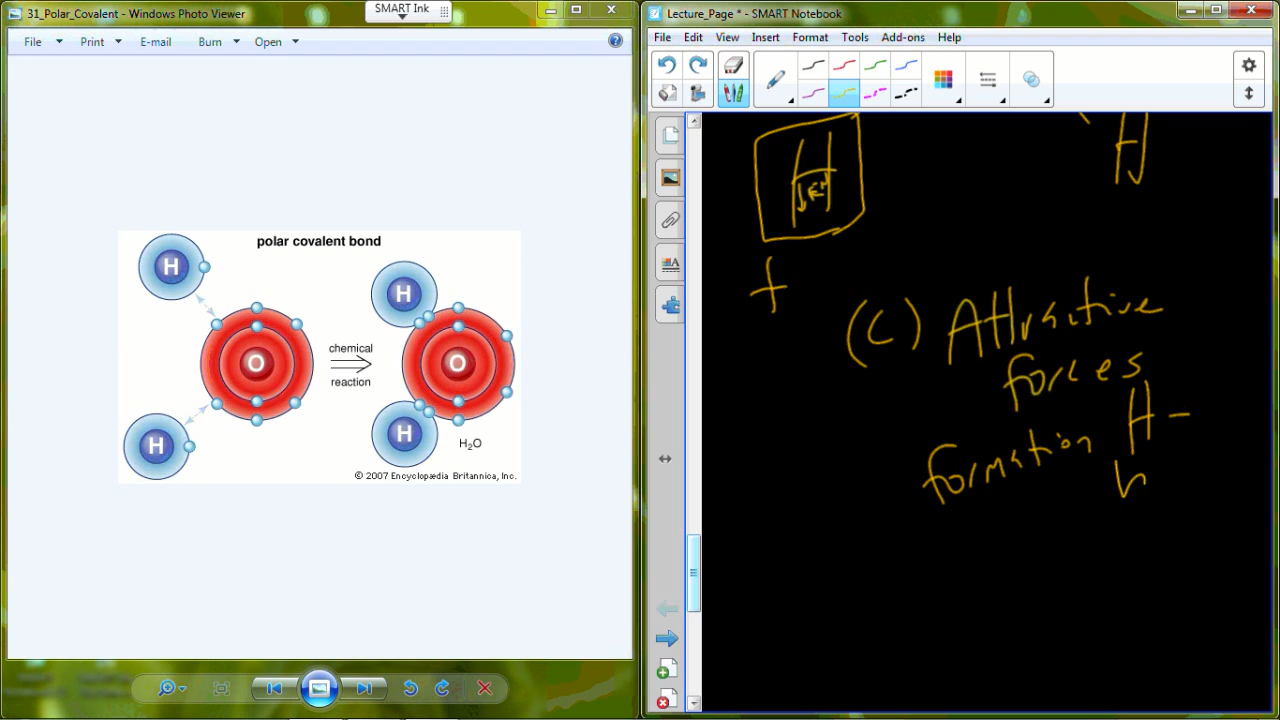 31_Polar_Covalent - Windows Photo Viewer
SMART Ink
File Print E-mail Burn Open
polar covalent bond
H
H
O
chemical
reaction
H
O
H
H₂O
© 2007 Encyclopædia Britannica, Inc.
Lecture_Page * - SMART Notebook
File Edit View Insert Format Tools Add-ons Help
H
H
+
(C) Attractive
forces
formation H -